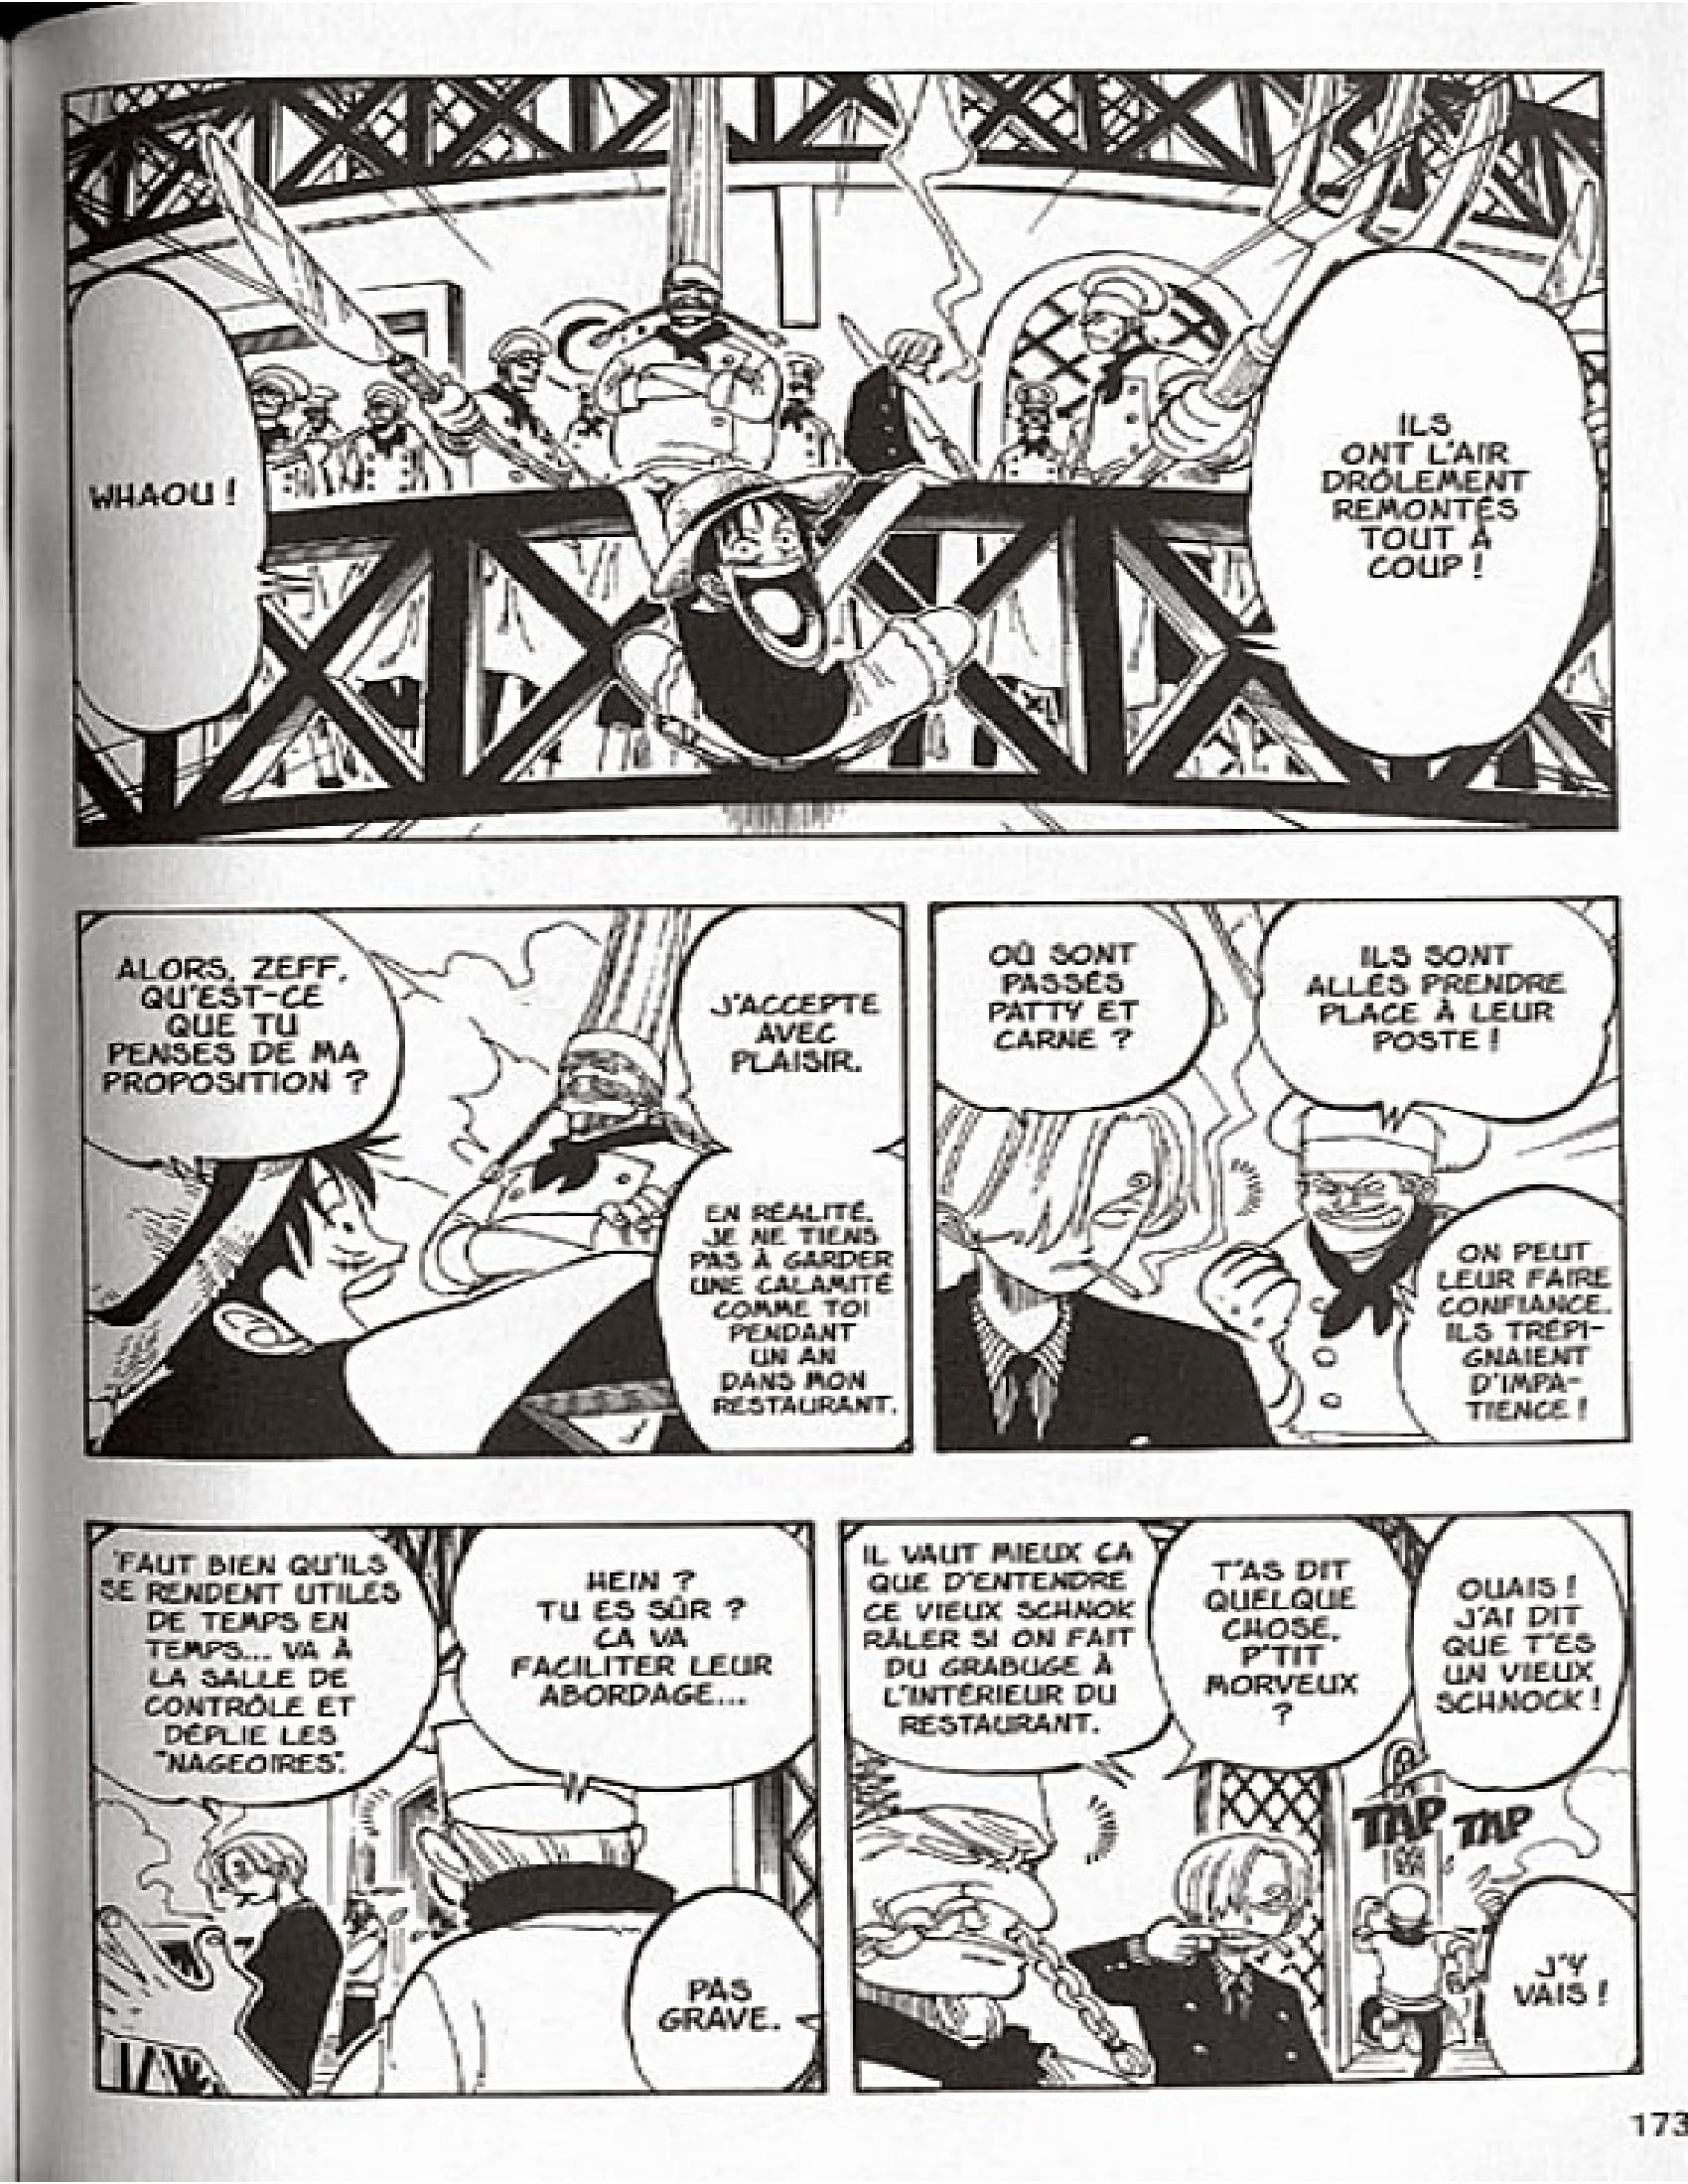 WHAOU !
ILS
ONT L'AIR
DRÔLEMENT
REMONTÉS
TOUT À
COUP !
ALORS, ZEFF,
QU'EST-CE
QUE TU
PENSES DE MA
PROPOSITION ?
J'ACCEPTE
AVEC
PLAISIR.
EN RÉALITÉ,
JE NE TIENS
PAS À GARDER
UNE CALAMITÉ
COMME TOI
PENDANT
UN AN
DANS MON
RESTAURANT.
OÙ SONT
PASSÉS
PATTY ET
CARNE ?
ILS SONT
ALLÉS PRENDRE
PLACE À LEUR
POSTE !
ON PEUT
LEUR FAIRE
CONFIANCE.
ILS TRÉPI-
GNAIENT
D'IMPA-
TIENCE !
'FAUT BIEN QU'ILS
SE RENDENT UTILES
DE TEMPS EN
TEMPS... VA À
LA SALLE DE
CONTRÔLE ET
DÉPLIE LES
"NAGEOIRES".
HEIN ?
TU ES SÛR ?
CA VA
FACILITER LEUR
ABORDAGE...
PAS
GRAVE.
IL VAUT MIEUX CA
QUE D'ENTENDRE
CE VIEUX SCHNOK
RÂLER SI ON FAIT
DU GRABUGE À
L'INTÉRIEUR DU
RESTAURANT.
T'AS DIT
QUELQUE
CHOSE,
P'TIT
MORVEUX
?
OUAIS !
J'AI DIT
QUE T'ES
UN VIEUX
SCHNOCK !
TAP TAP
J'Y
VAIS !
173